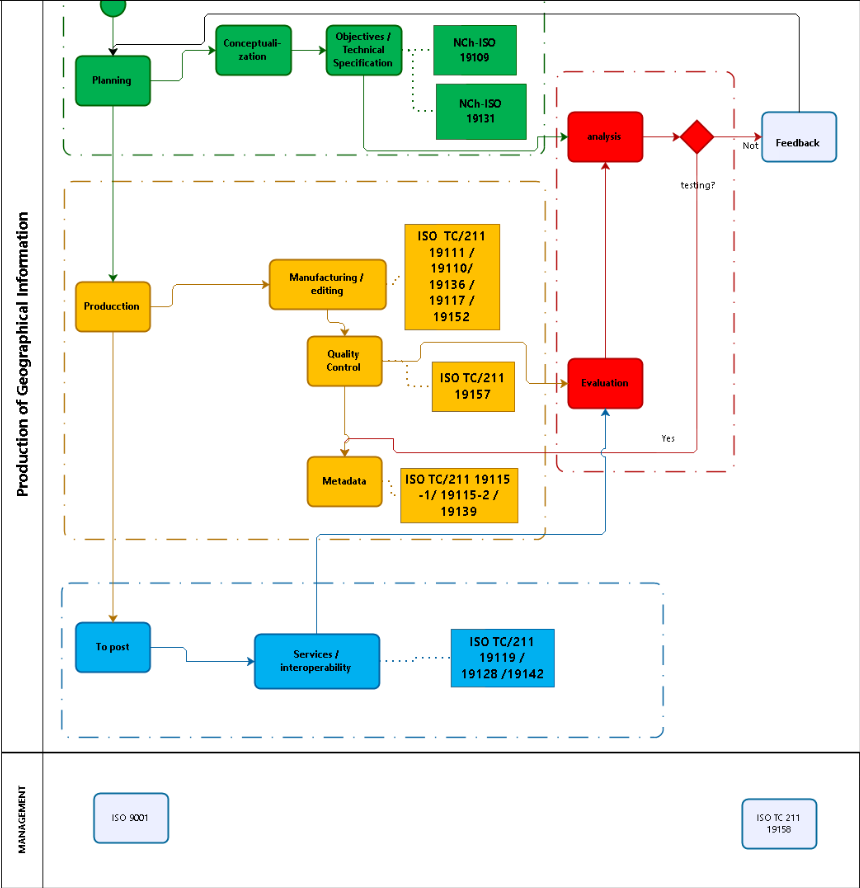 Production of Geographical Information
Planning
Conceptuali-
zation
Objectives /
Technical
Specification
NCh-ISO
19109
NCh-ISO
19131
analysis
Not
Feedback
testing?
Producction
Manufacturing /
editing
ISO TC/211
19111 /
19110/
19136 /
19117 /
19152
Quality
Control
ISO TC/211
19157
Evaluation
Yes
Metadata
ISO TC/211 19115
-1/ 19115-2 /
19139
To post
Services /
interoperability
ISO TC/211
19119 /
19128 /19142
MANAGEMENT
ISO 9001
ISO TC 211
19158